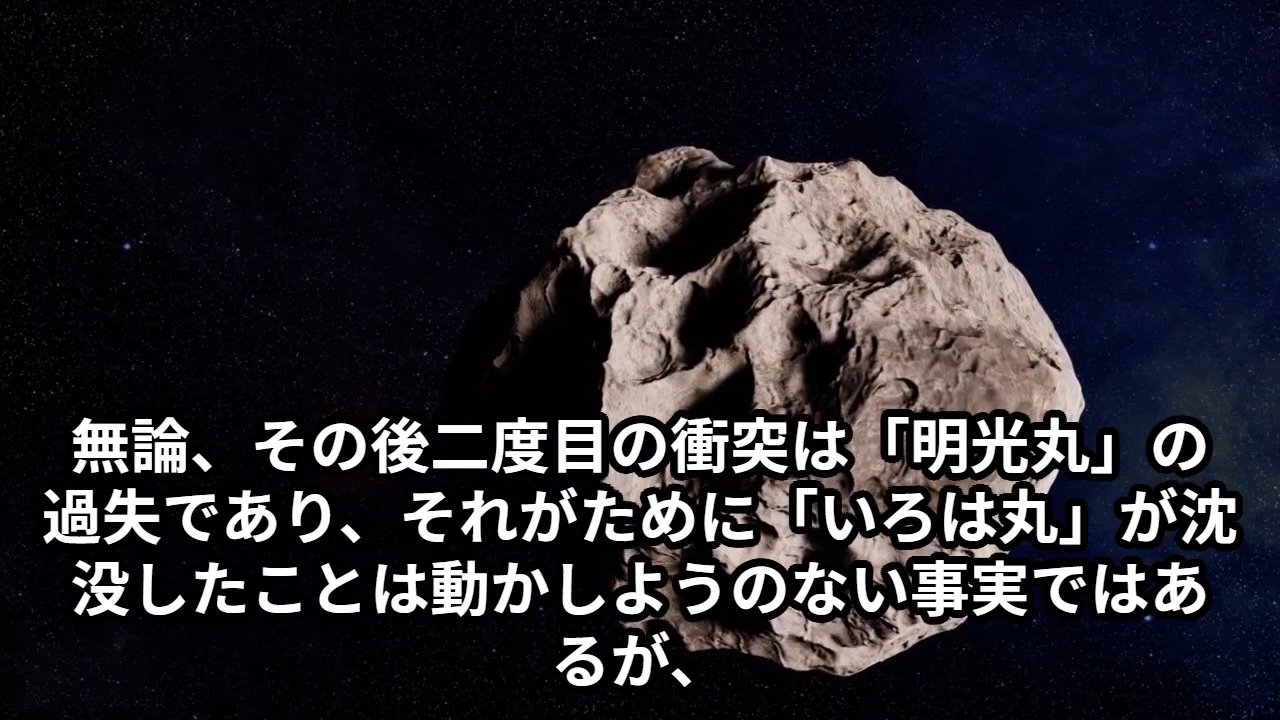 無論、その後二度目の衝突は「明光丸」の
過失であり、それがために「いろは丸」が沈
没したことは動かしようのない事実ではあ
るが、